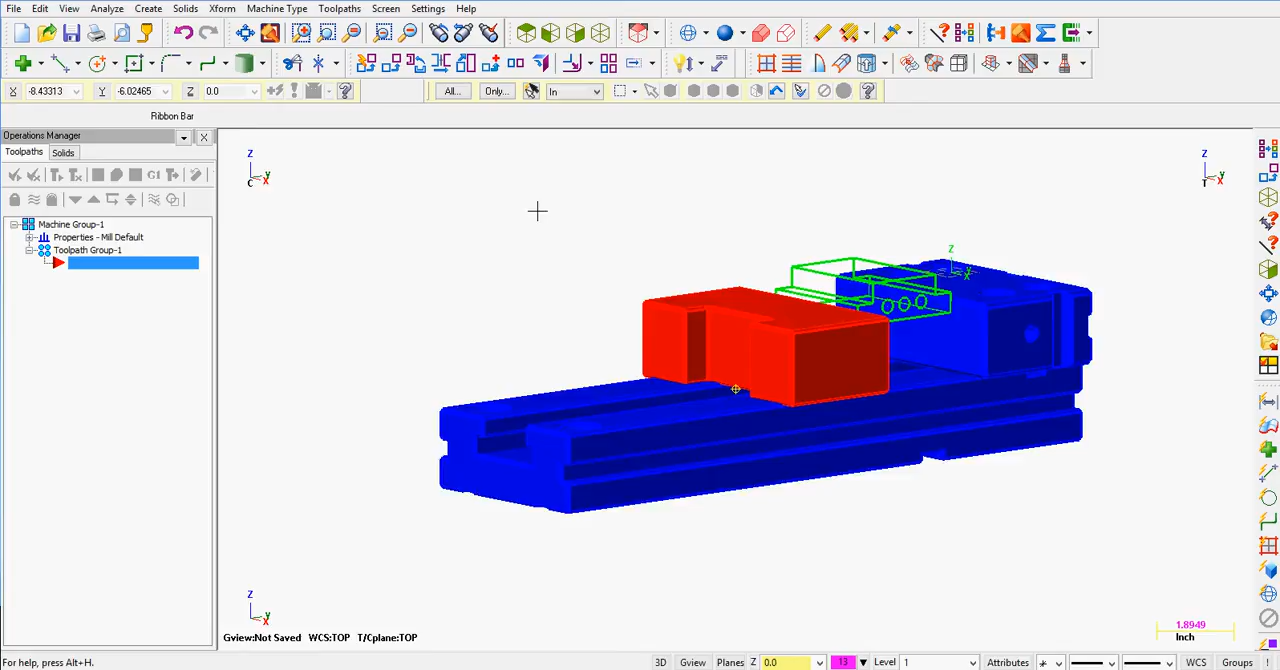 File Edit View Analyze Create Solids Xform Machine Type Toolpaths Screen Settings Help
X -8.43313 Y -6.02465 Z 0.0 All... Only... In
Ribbon Bar
Operations Manager
Toolpaths Solids
G1
Machine Group-1
Properties - Mill Default
Toolpath Group-1
Z
Y
X
C
Z
Y
X
T
Z
Y
X
Z
Y
X
Gview:Not Saved WCS:TOP T/Cplane:TOP
1.8949
Inch
For help, press Alt+H.
3D Gview Planes Z 0.0 13 Level 1 Attributes WCS Groups